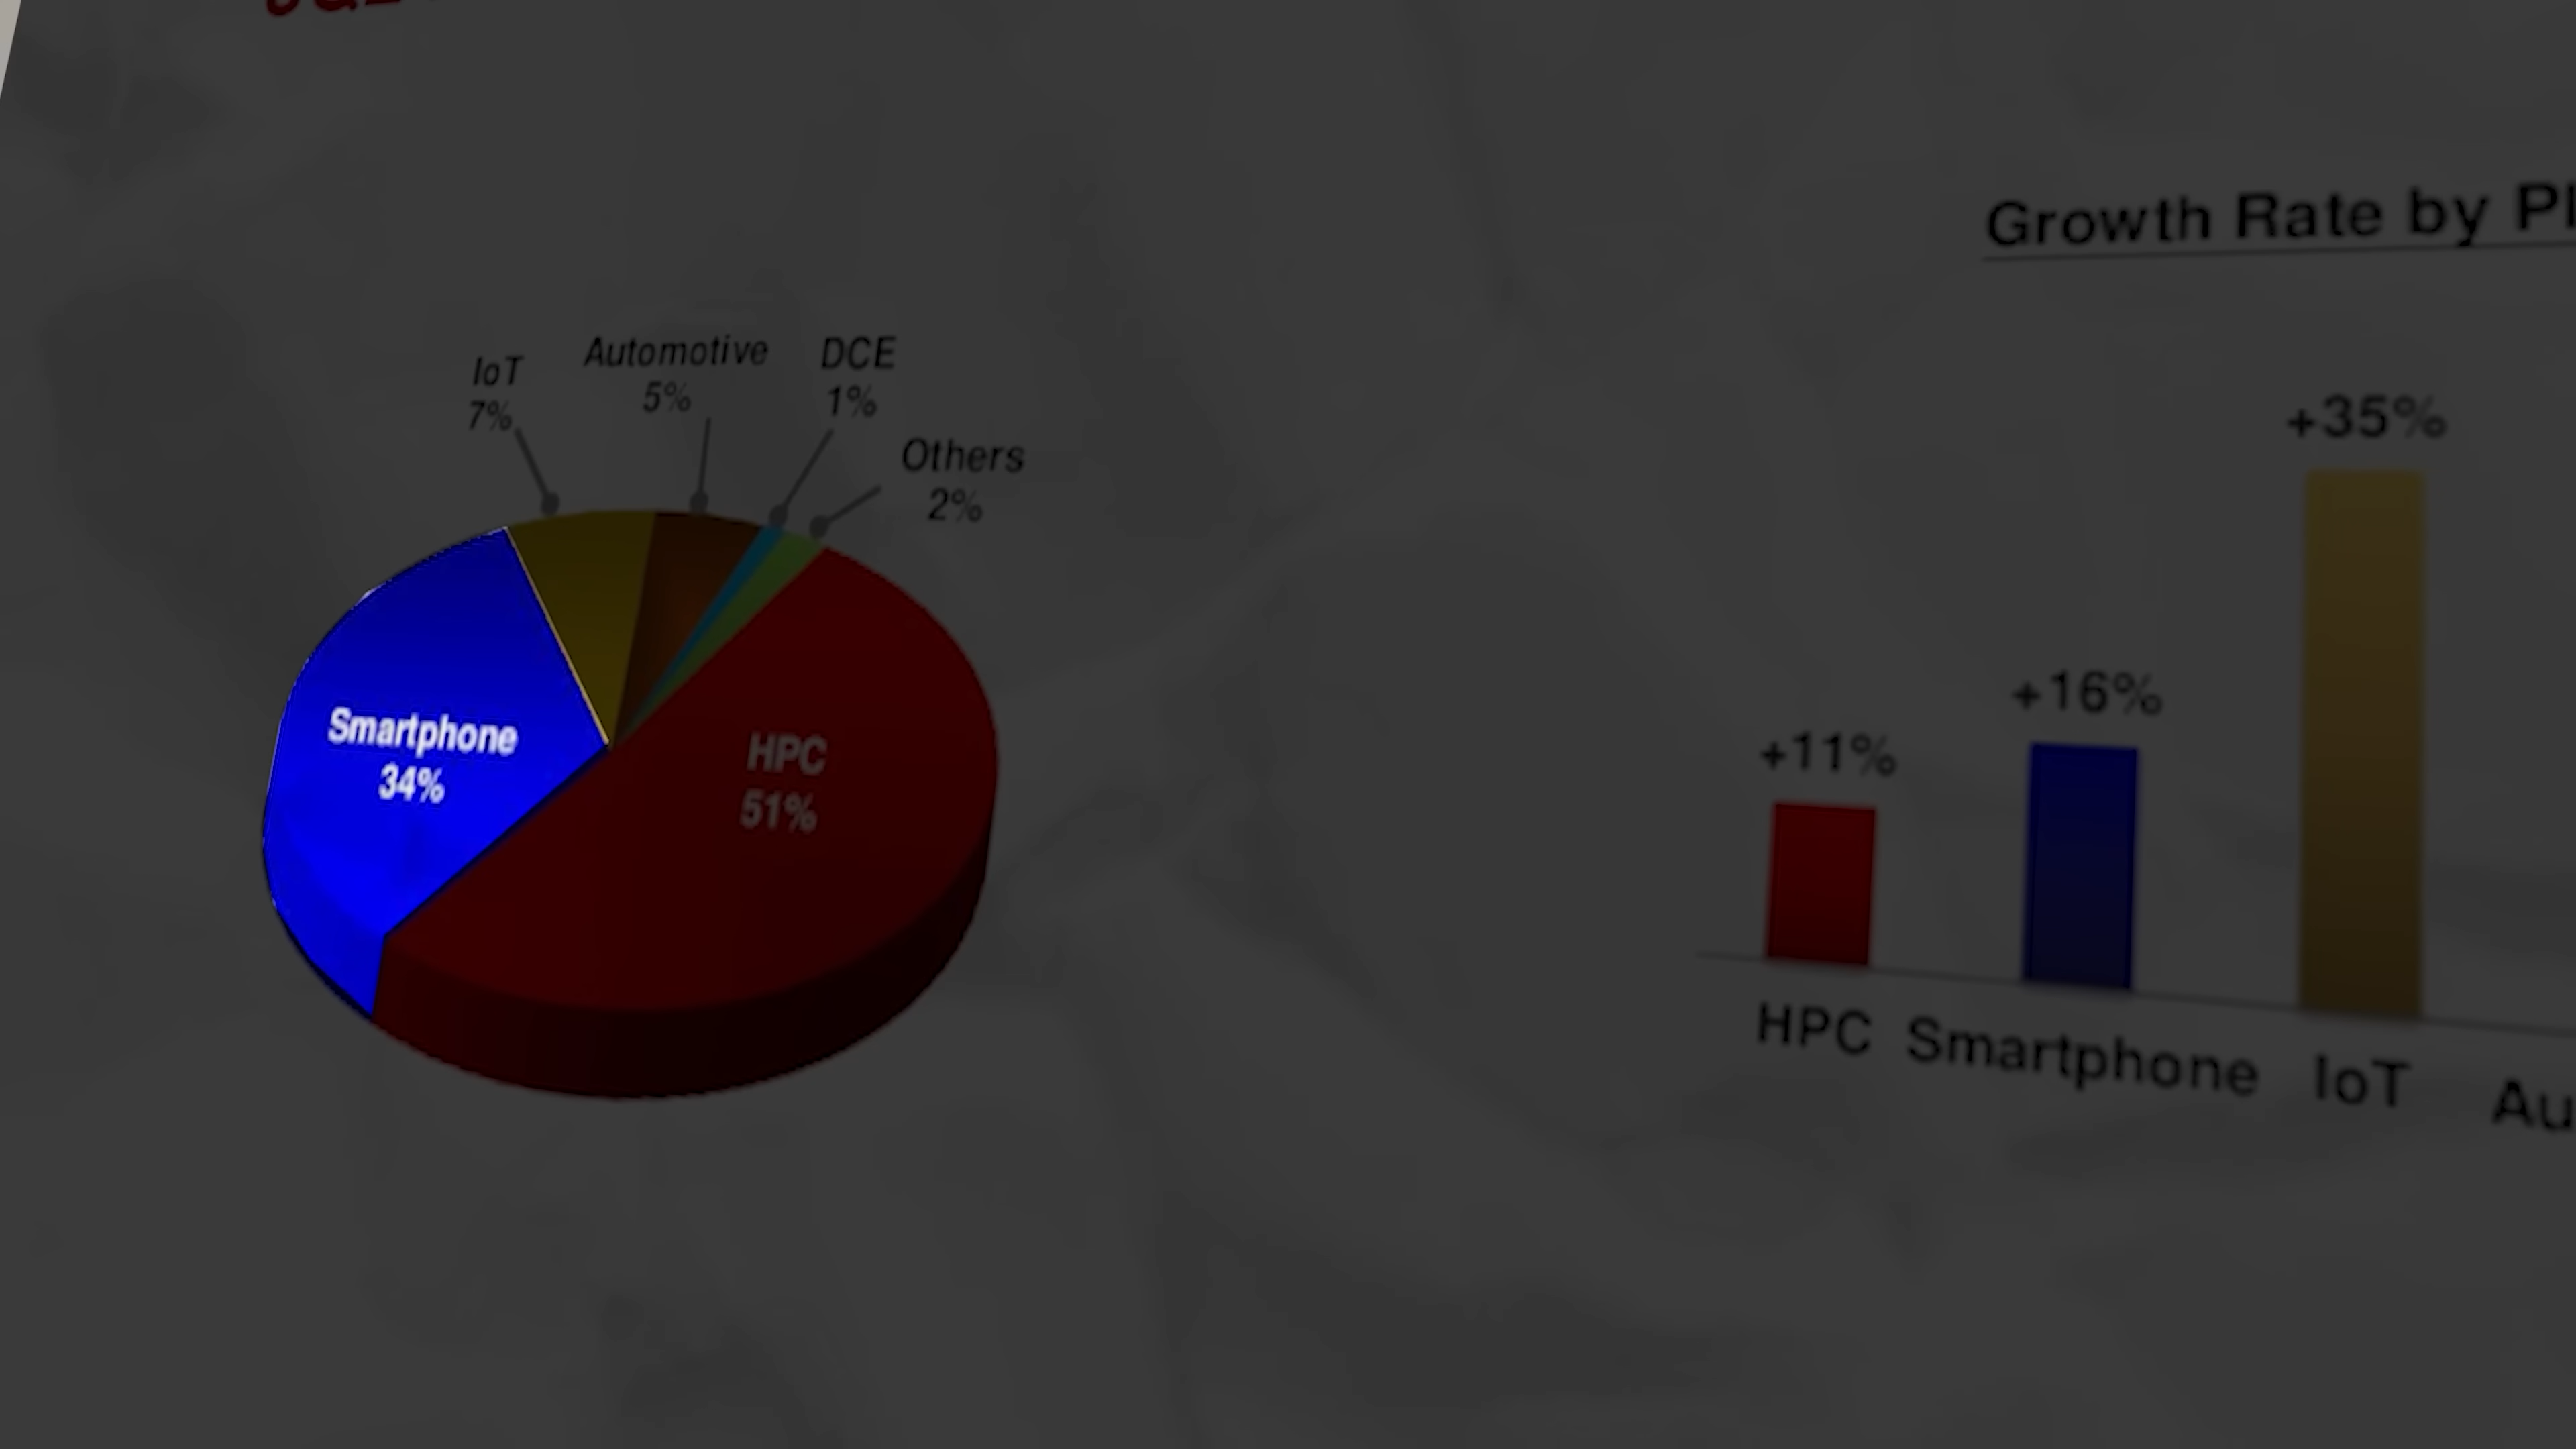 IoT
7%
Automotive
5%
DCE
1%
Others
2%
Smartphone
34%
HPC
51%
Growth Rate by Pl
+11%
+16%
+35%
HPC Smartphone IoT Au